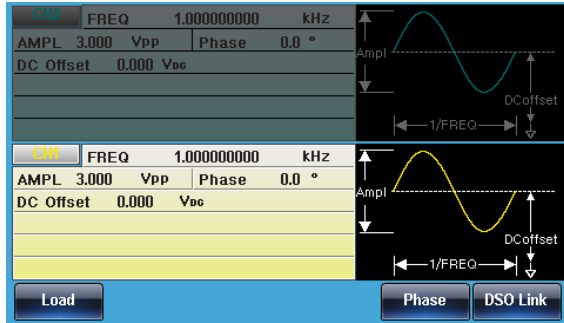 CH2 FREQ 1.000000000 kHz
AMPL 3.000 Vpp Phase 0.0 °
DC Offset 0.000 VDC
Ampl
DCoffset
1/FREQ
CH1 FREQ 1.000000000 kHz
AMPL 3.000 Vpp Phase 0.0 °
DC Offset 0.000 VDC
Ampl
DCoffset
1/FREQ
Load Phase DSO Link